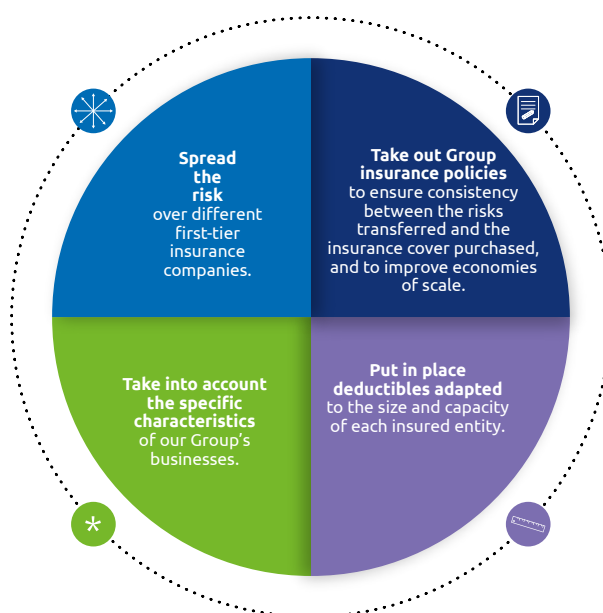 Spread
the
risk
over different
first-tier
insurance
companies.
Take out Group
insurance policies
to ensure consistency
between the risks
transferred and the
insurance cover purchased,
and to improve economies
of scale.
Take into account
the specific
characteristics
of our Group's
businesses.
Put in place
deductibles adapted
to the size and capacity
of each insured entity.